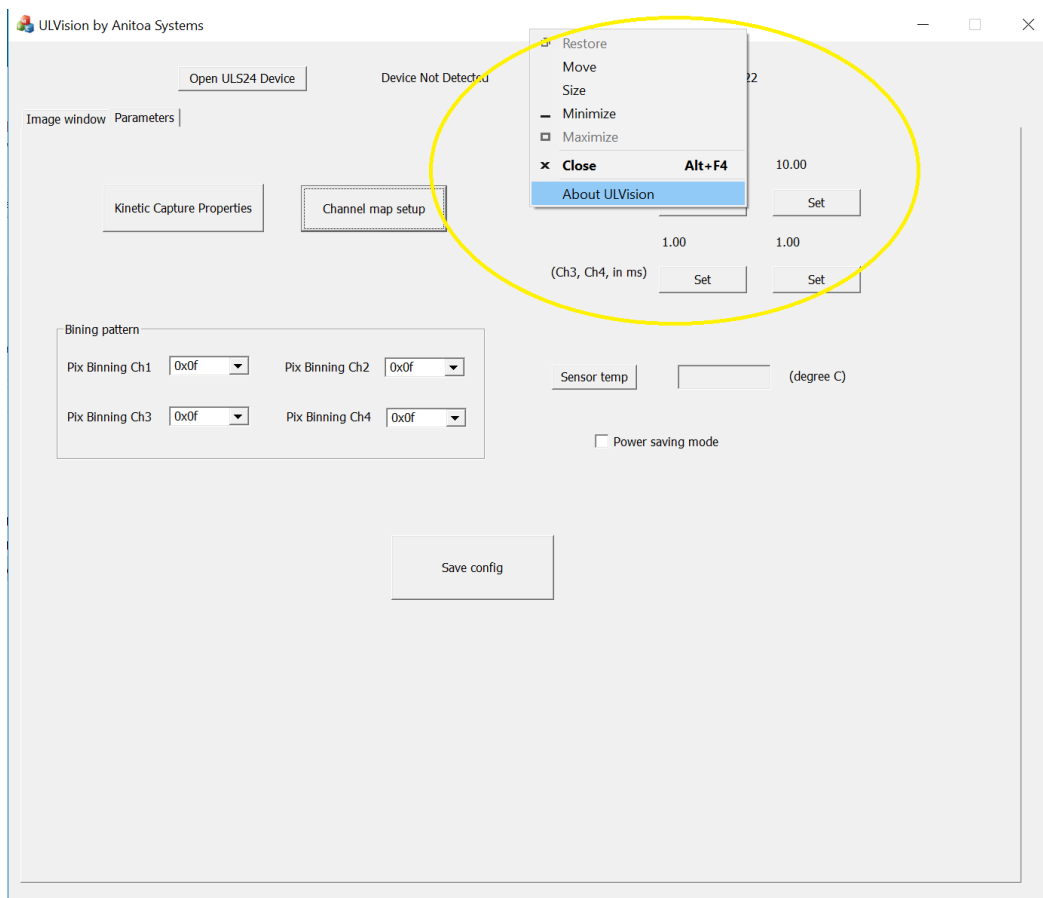 ULVision by Anitoa Systems
Restore
Move
Open ULS24 Device Device Not Detected 22
Size
Minimize
Image window Parameters
Maximize
Close Alt+F4 10.00
About ULVision
Kinetic Capture Properties Channel map setup Set
1.00 1.00
(Ch3, Ch4, in ms) Set Set
Bining pattern
Pix Binning Ch1 0x0f Pix Binning Ch2 0x0f
Sensor temp (degree C)
Pix Binning Ch3 0x0f Pix Binning Ch4 0x0f
Power saving mode
Save config